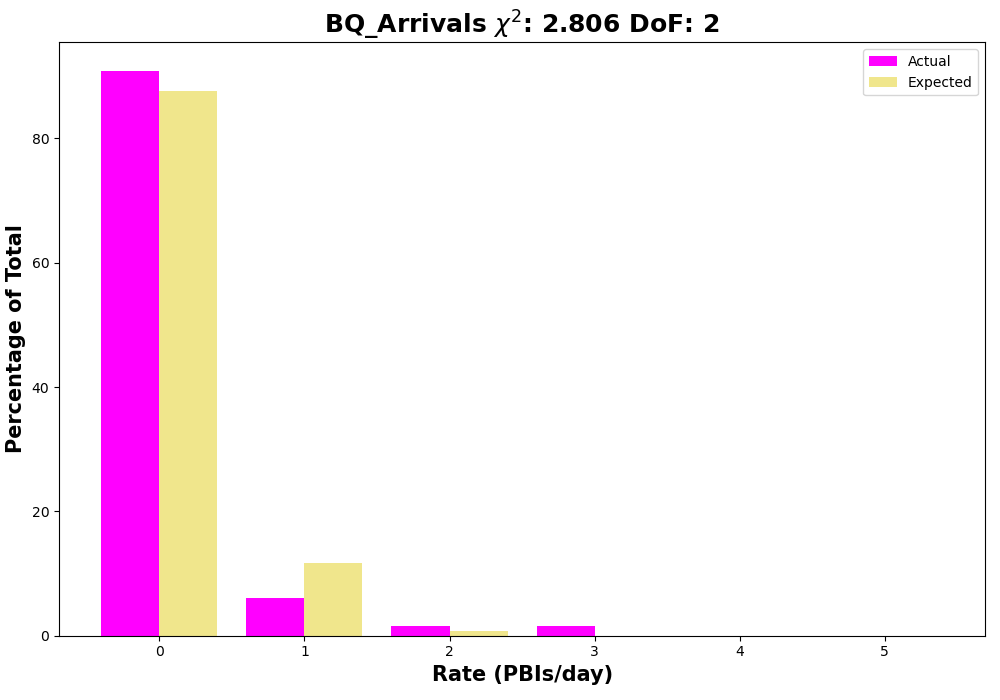 BQ_Arrivals χ²: 2.806 DoF: 2
Actual
Expected
Percentage of Total
80
60
40
20
0
0 1 2 3 4 5
Rate (PBIs/day)